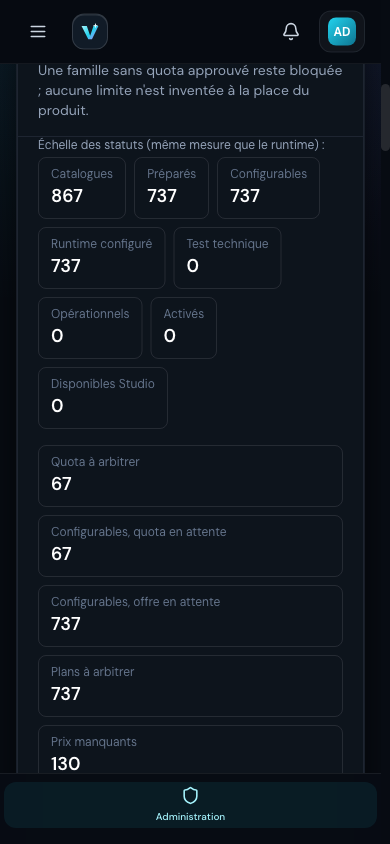 AD
Une famille sans quota approuvé reste bloquée
; aucune limite n'est inventée à la place du
produit.
Échelle des statuts (même mesure que le runtime) :
Catalogues
867
Préparés
737
Configurables
737
Runtime configuré
737
Test technique
0
Opérationnels
0
Activés
0
Disponibles Studio
0
Quota à arbitrer
67
Configurables, quota en attente
67
Configurables, offre en attente
737
Plans à arbitrer
737
Prix manquants
130
Administration